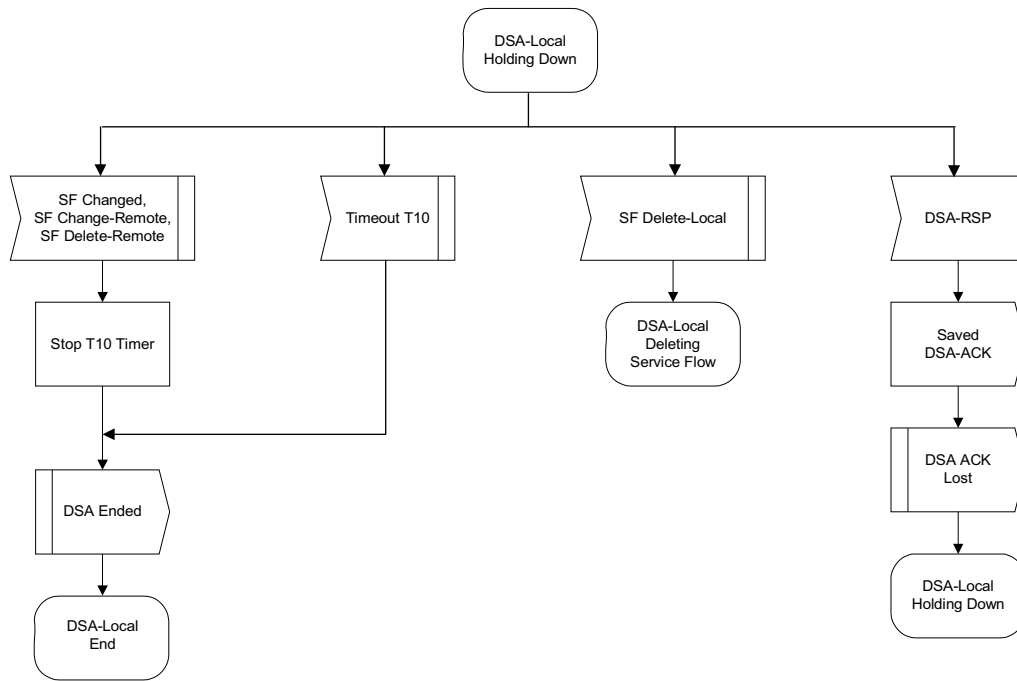 DSA-Local
Holding Down
SF Changed,
SF Change-Remote,
SF Delete-Remote
Timeout T10
SF Delete-Local
DSA-RSP
Stop T10 Timer
DSA-Local
Deleting
Service Flow
Saved
DSA-ACK
DSA Ended
DSA ACK
Lost
DSA-Local
End
DSA-Local
Holding Down